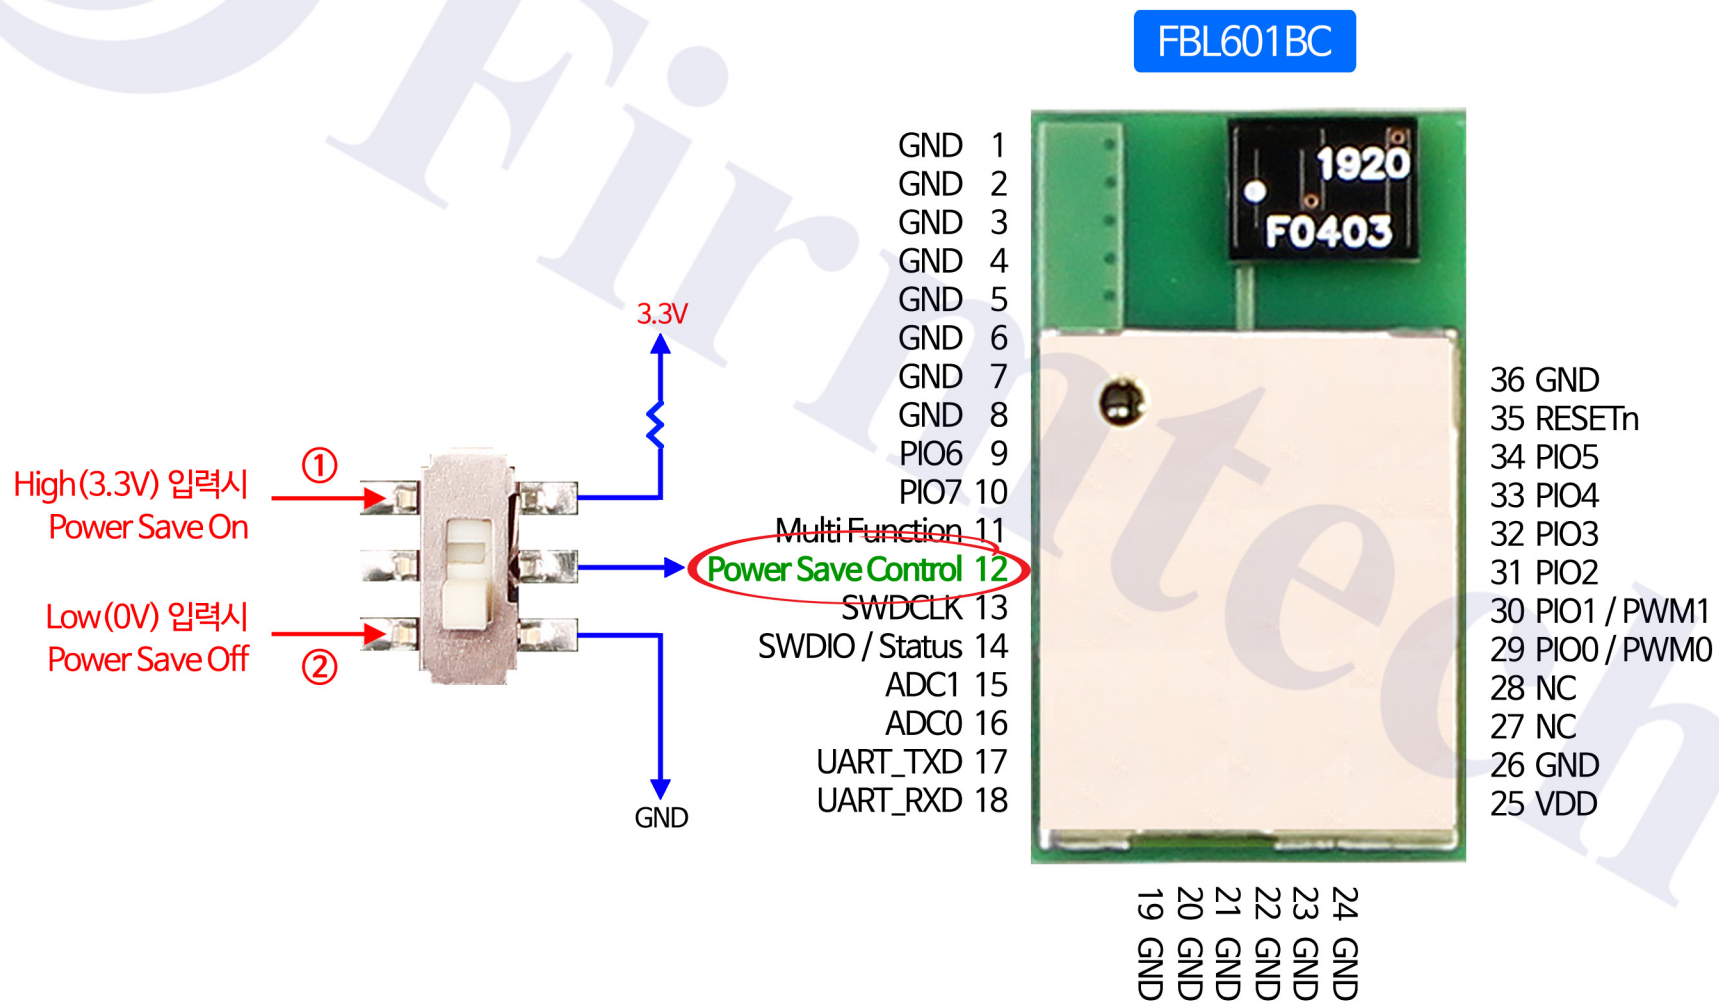 FBL601BC
1920
F0403
GND 1
GND 2
GND 3
GND 4
GND 5
GND 6
GND 7
GND 8
PIO6 9
PIO7 10
Multi Function 11
Power Save Control 12
SWDCLK 13
SWDIO / Status 14
ADC1 15
ADC0 16
UART_TXD 17
UART_RXD 18
3.3V
①
High(3.3V) 입력시
Power Save On
Low(0V) 입력시
Power Save Off
②
GND
36 GND
35 RESETn
34 PIO5
33 PIO4
32 PIO3
31 PIO2
30 PIO1 / PWM1
29 PIO0 / PWM0
28 NC
27 NC
26 GND
25 VDD
19 GND
20 GND
21 GND
22 GND
23 GND
24 GND
Firmtech